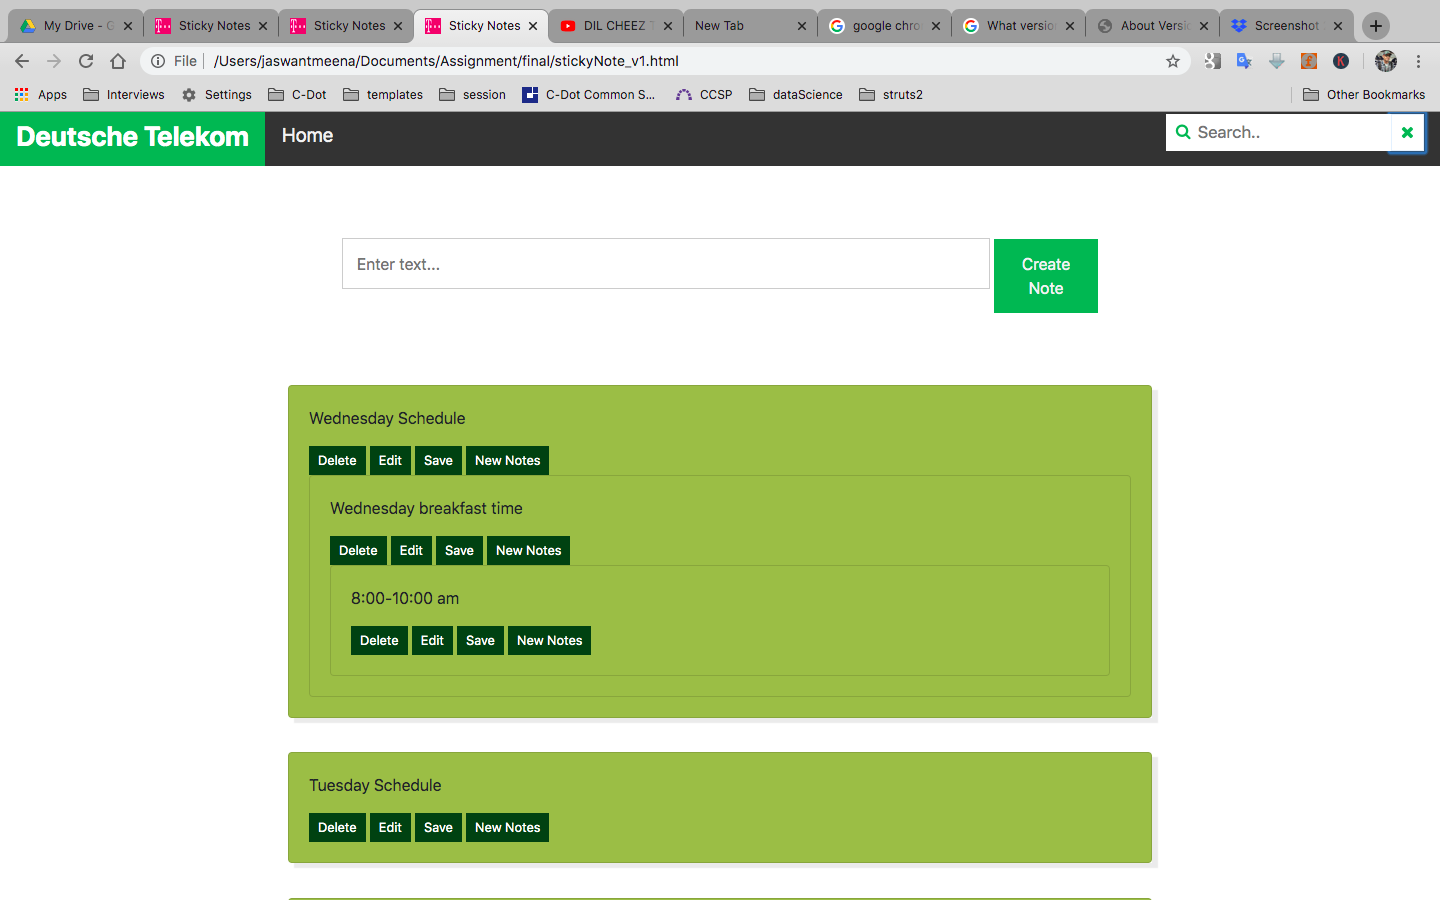 My Drive - G
Sticky Notes
Sticky Notes
Sticky Notes
DIL CHEEZ T
New Tab
google chro
What versio
About Versio
Screenshot
File
/Users/jaswantmeena/Documents/Assignment/final/stickyNote_v1.html
Apps
Interviews
Settings
C-Dot
templates
session
C-Dot Common S...
CCSP
dataScience
struts2
Other Bookmarks
Deutsche Telekom
Home
Search..
Enter text...
Create
Note
Wednesday Schedule
Delete Edit Save New Notes
Wednesday breakfast time
Delete Edit Save New Notes
8:00-10:00 am
Delete Edit Save New Notes
Tuesday Schedule
Delete Edit Save New Notes